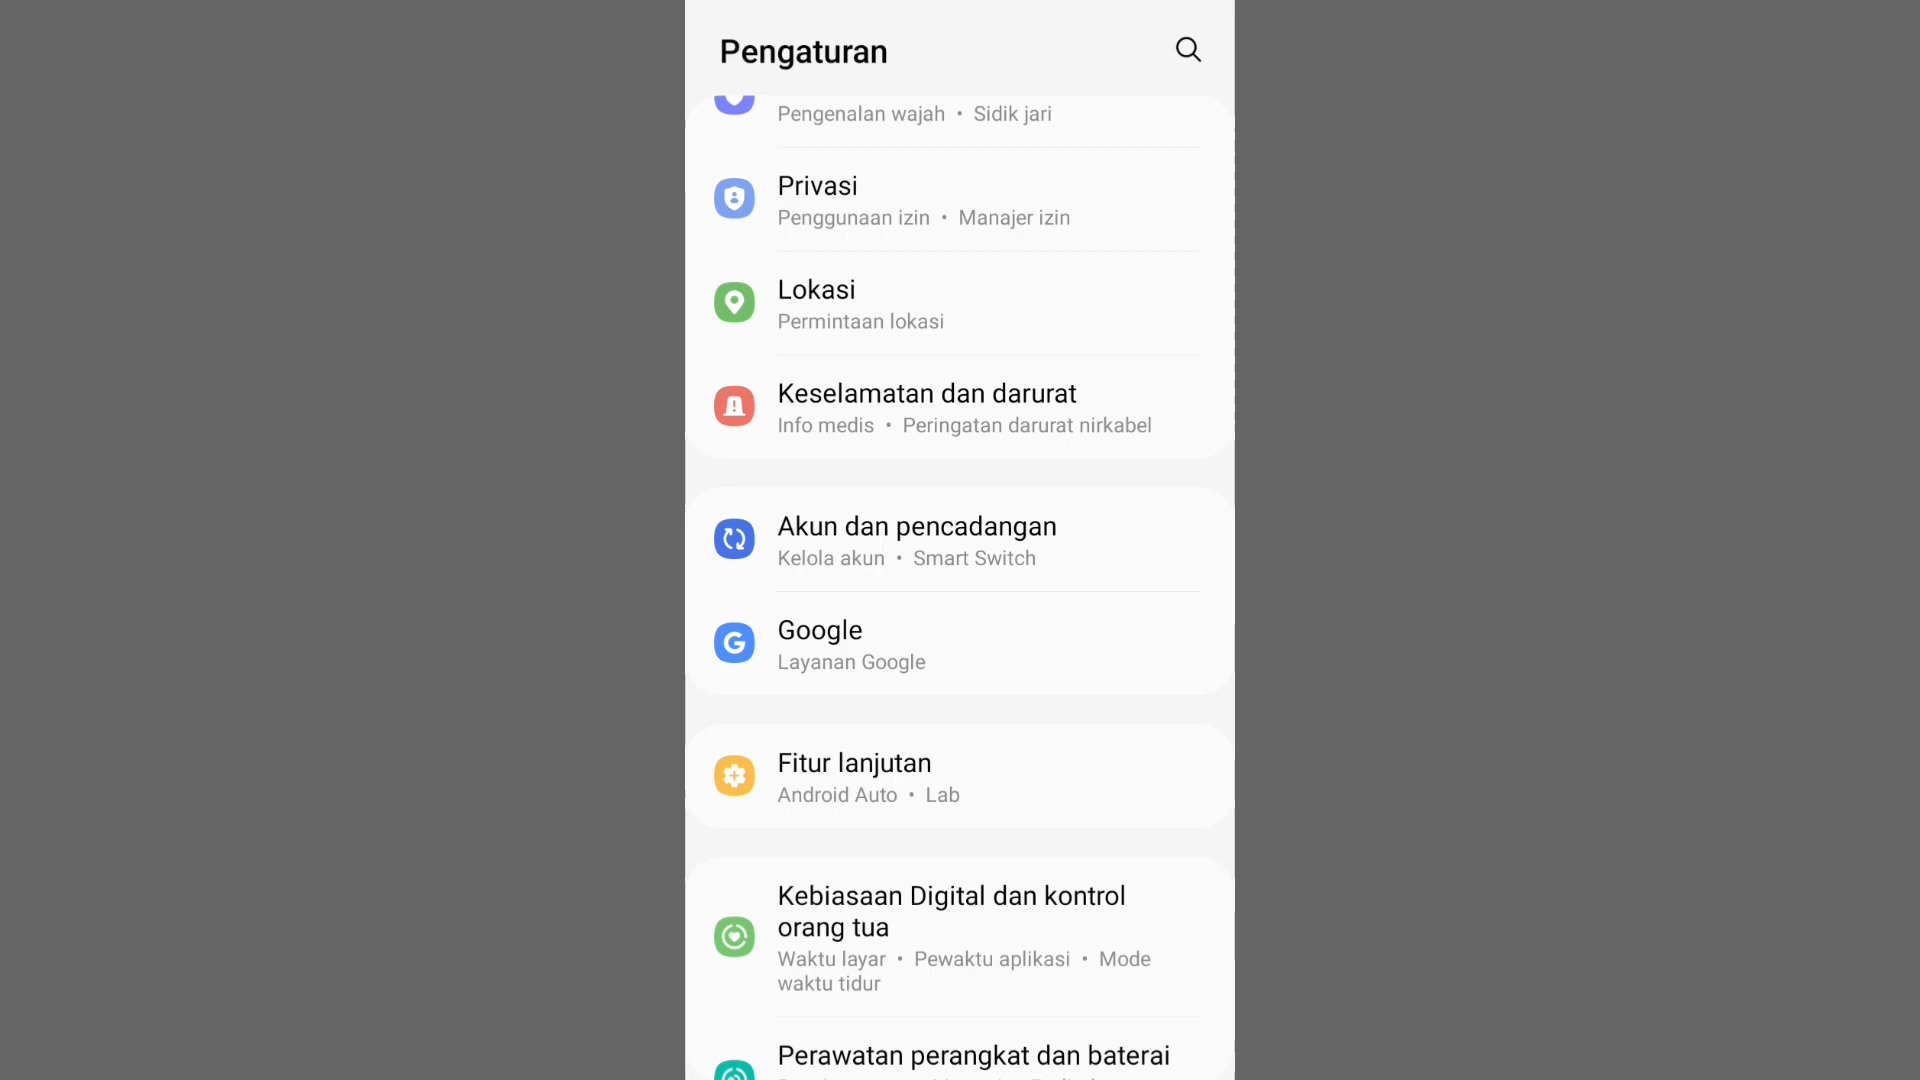 Pengaturan
Pengenalan wajah • Sidik jari
Privasi
Penggunaan izin • Manajer izin
Lokasi
Permintaan lokasi
Keselamatan dan darurat
Info medis • Peringatan darurat nirkabel
Akun dan pencadangan
Kelola akun • Smart Switch
Google
Layanan Google
Fitur lanjutan
Android Auto • Lab
Kebiasaan Digital dan kontrol
orang tua
Waktu layar • Pewaktu aplikasi • Mode
waktu tidur
Perawatan perangkat dan baterai